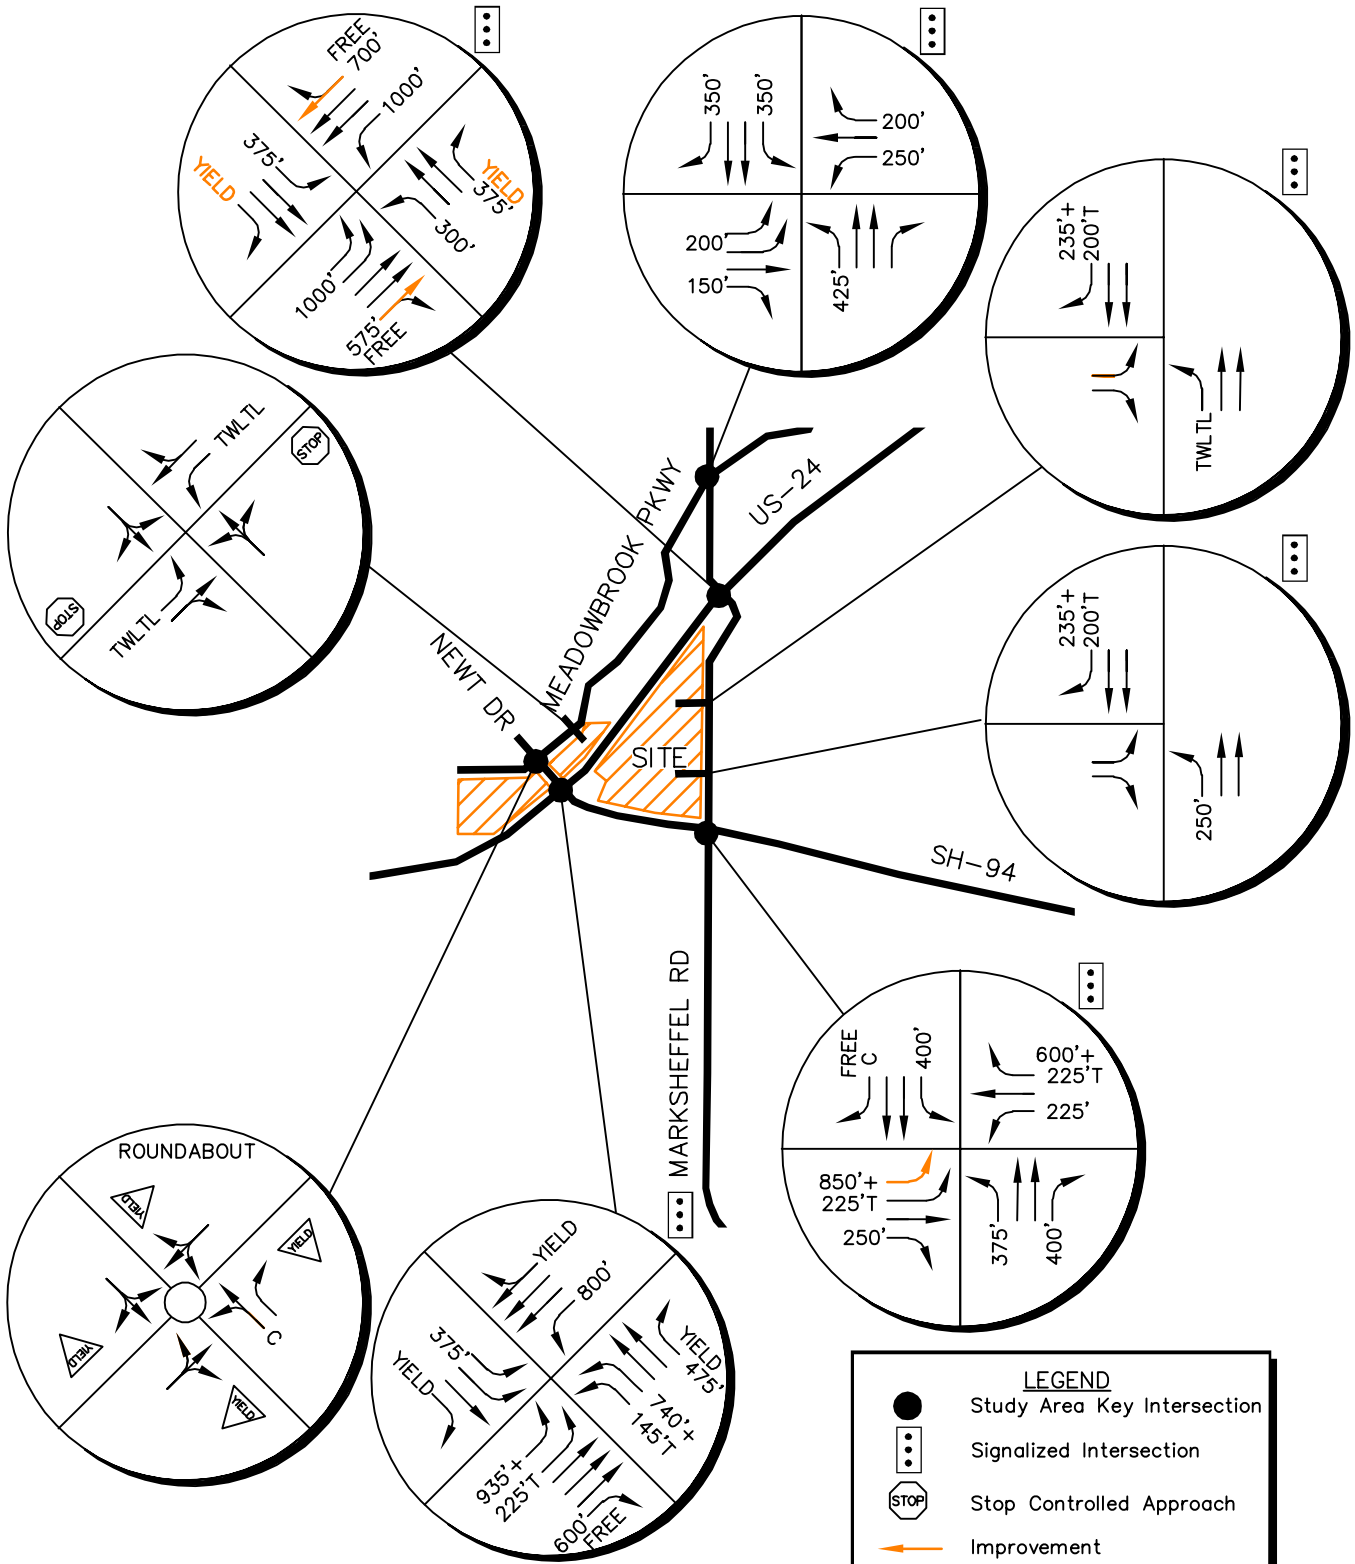 FREE
700'
1000'
375'
YIELD
YIELD
375'
300'
1000'
575'
FREE
350'
350'
200'
250'
200'
150'
425'
235'+
200'T
TWLTL
TWLTL
STOP
STOP
TWLTL
MEADOWBROOK PKWY
US-24
NEWT DR
SITE
235'+
200'T
250'
SH-94
MARKSHEFFEL RD
FREE
C
400'
600'+
225'T
225'
850'+
225'T
250'
375'
400'
ROUNDABOUT
YIELD
YIELD
C
YIELD
YIELD
YIELD
800'
375'
YIELD
YIELD
475'
740'+
145'T
935'+
225'T
600'
FREE
LEGEND
Study Area Key Intersection
Signalized Intersection
STOP
Stop Controlled Approach
Improvement